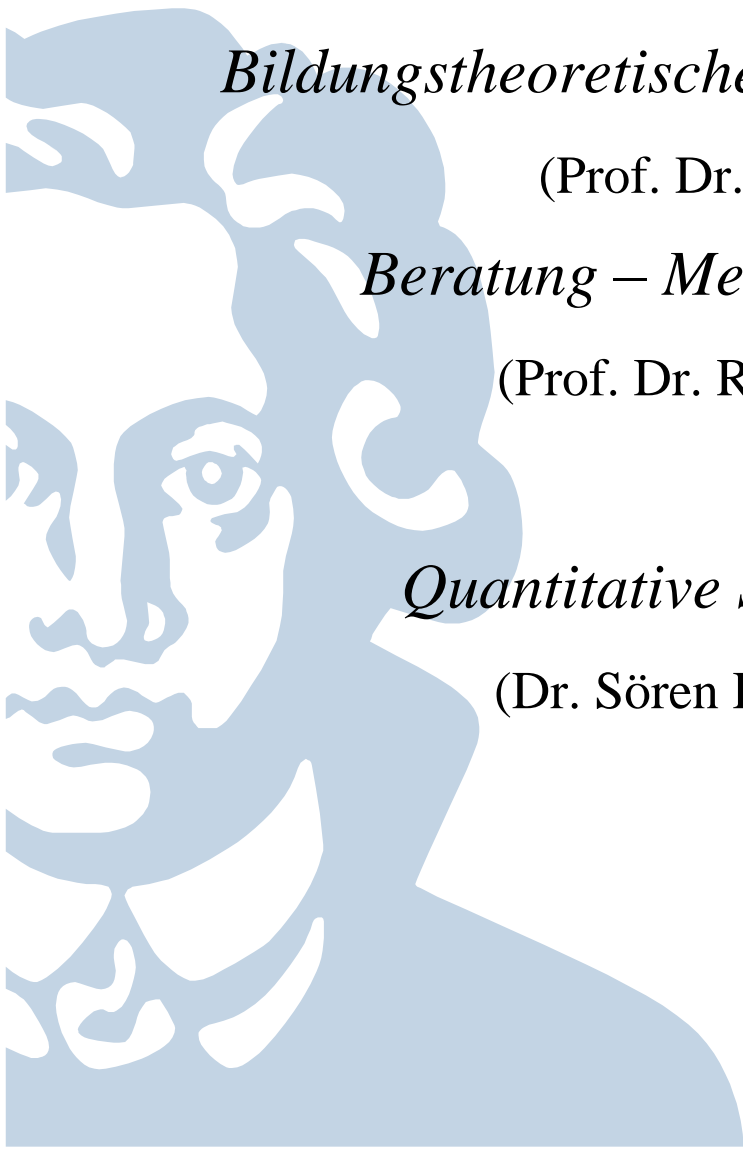 Bildungstheoretische
(Prof. Dr.
Beratung – Me
(Prof. Dr. R
Quantitative
(Dr. Sören